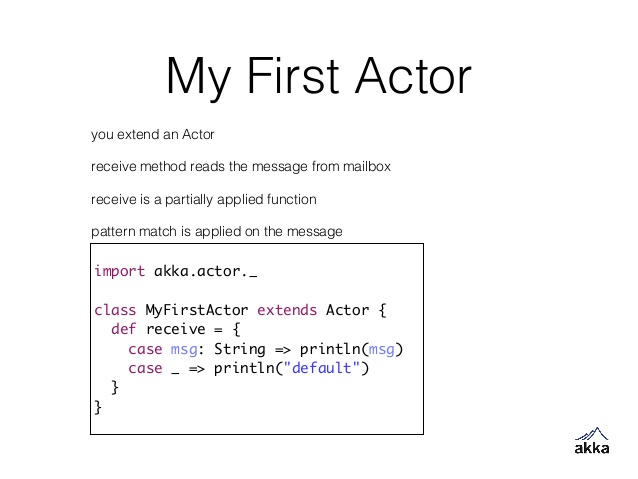 My First Actor
you extend an Actor
receive method reads the message from mailbox
receive is a partially applied function
pattern match is applied on the message
import akka.actor._
class MyFirstActor extends Actor {
  def receive = {
    case msg: String => println(msg)
    case _ => println("default")
  }
}
akka